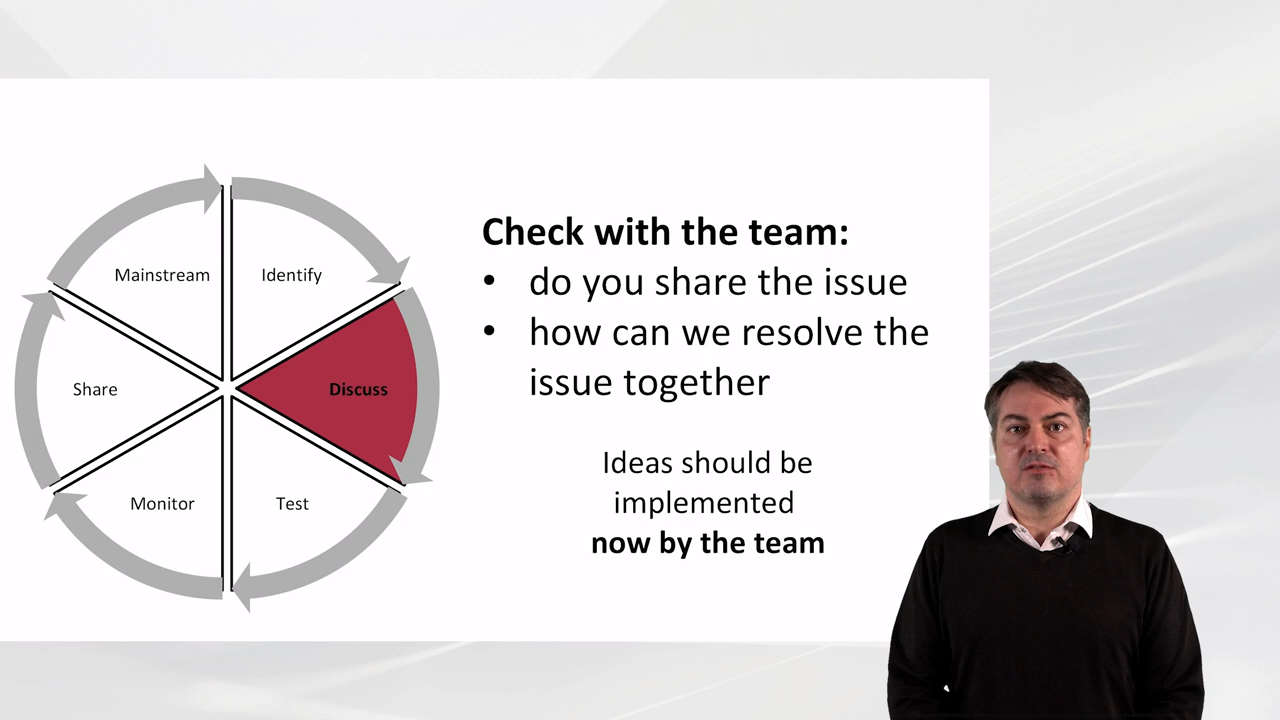 Mainstream
Identify
Share
Discuss
Monitor
Test
Check with the team:
• do you share the issue
• how can we resolve the
issue together
Ideas should be
implemented
now by the team